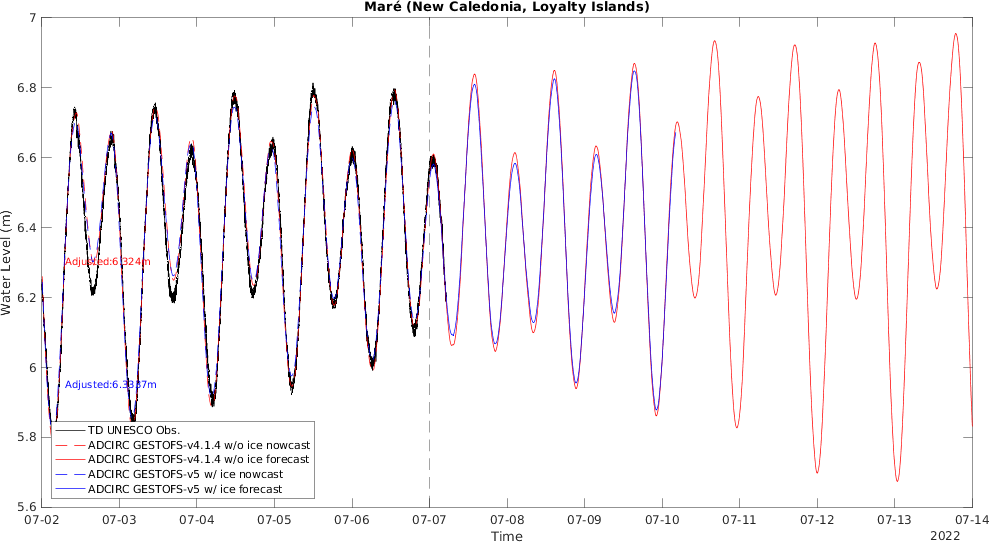 Maré (New Caledonia, Loyalty Islands)
7
6.8
6.6
6.4
6.2
6
5.8
5.6
Water Level (m)
Adjusted:6.324m
Adjusted:6.3337m
TD UNESCO Obs.
ADCIRC GESTOFS-v4.1.4 w/o ice nowcast
ADCIRC GESTOFS-v4.1.4 w/o ice forecast
ADCIRC GESTOFS-v5 w/ ice nowcast
ADCIRC GESTOFS-v5 w/ ice forecast
07-02 07-03 07-04 07-05 07-06 07-07 07-08 07-09 07-10 07-11 07-12 07-13 07-14
Time
2022